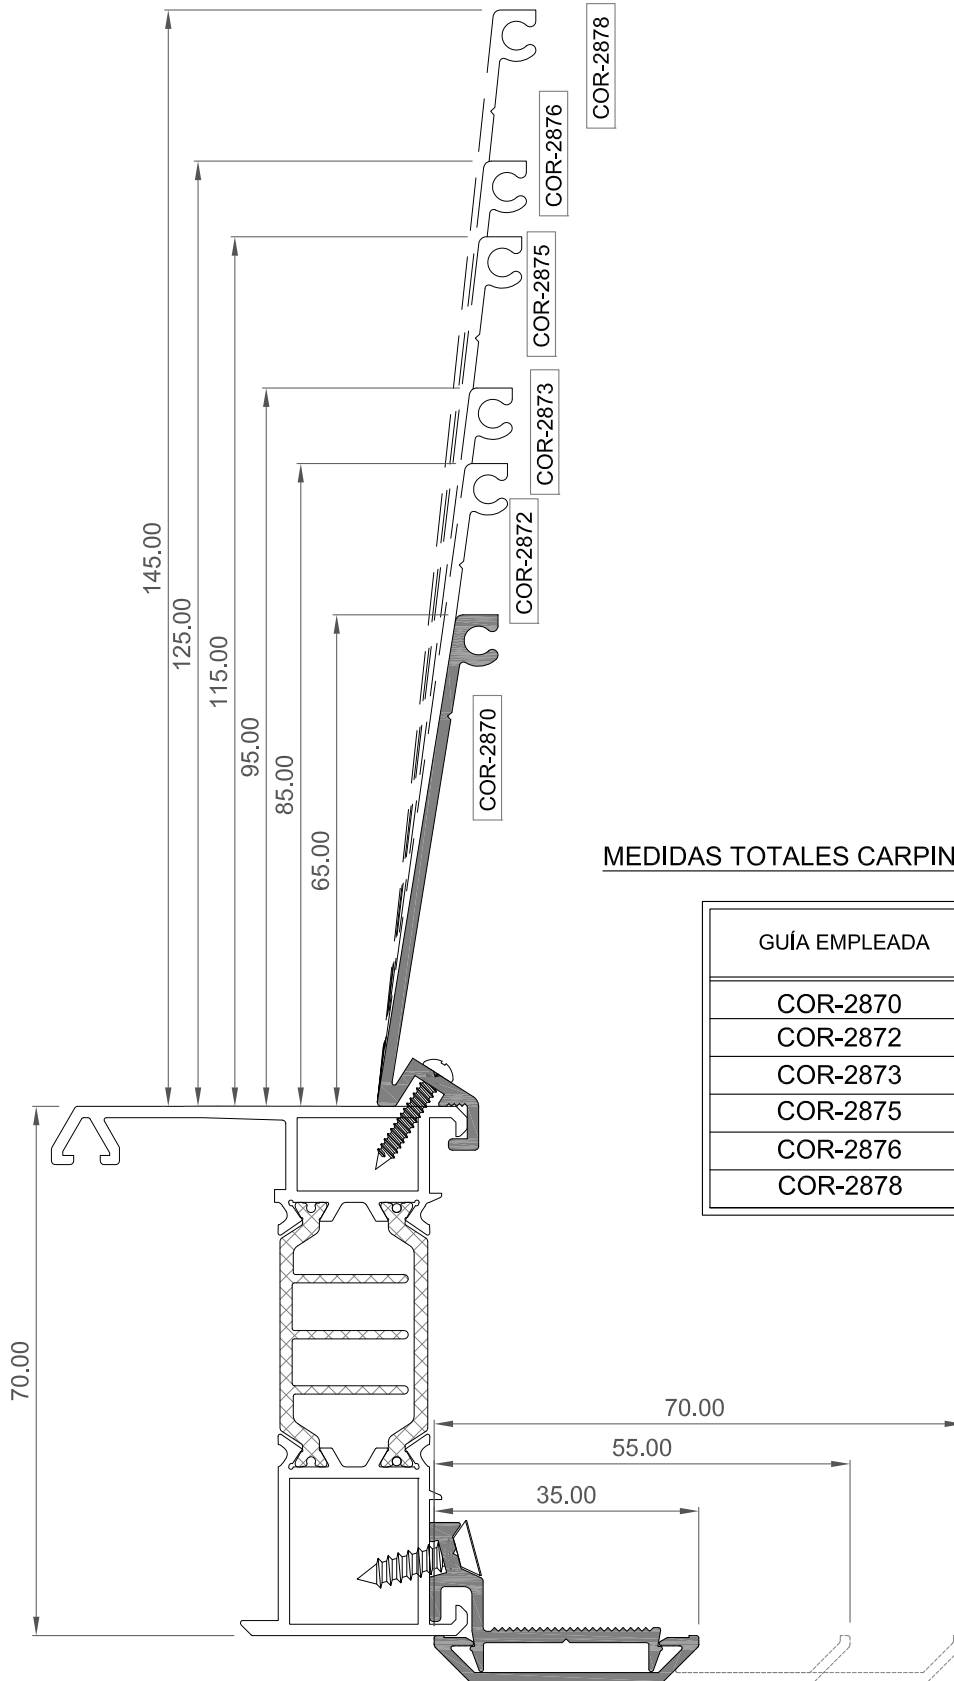 COR-2878
COR-2876
COR-2875
COR-2873
COR-2872
COR-2870
145.00
125.00
115.00
95.00
85.00
65.00
MEDIDAS TOTALES CARPIN
GUÍA EMPLEADA
COR-2870
COR-2872
COR-2873
COR-2875
COR-2876
COR-2878
70.00
70.00
55.00
35.00